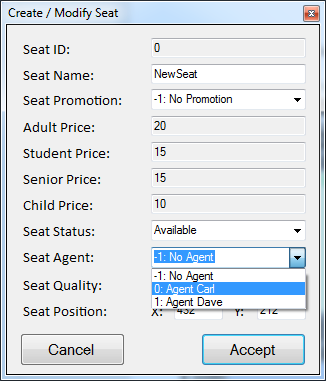 Create / Modify Seat
Seat ID: 0
Seat Name: NewSeat
Seat Promotion: -1: No Promotion
Adult Price: 20
Student Price: 15
Senior Price: 15
Child Price: 10
Seat Status: Available
Seat Agent: -1: No Agent
-1: No Agent
Seat Quality: 0: Agent Carl
1: Agent Dave
Seat Position: X: 432 Y: 212
Cancel Accept